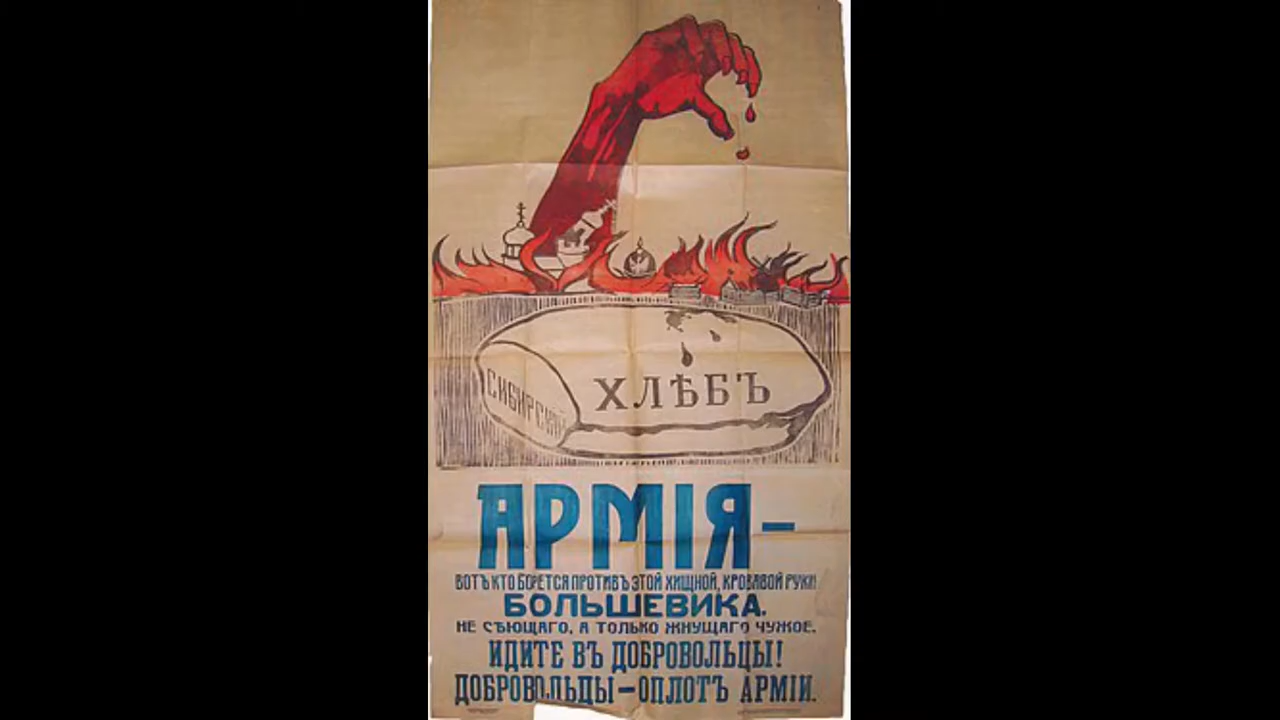 СИБИРСКІЙ
ХЛѢБЪ
АРМІЯ–
ВОТЪ КТО БОРЕТСЯ ПРОТИВЪ ЭТОЙ ХИЩНОЙ, КРОВАВОЙ РУКИ
БОЛЬШЕВИКА.
НЕ СѢЮЩАГО, А ТОЛЬКО ЖНУЩАГО ЧУЖОЕ.
ИДИТЕ ВЪ ДОБРОВОЛЬЦЫ!
ДОБРОВОЛЬЦЫ–ОПЛОТЪ АРМІИ.